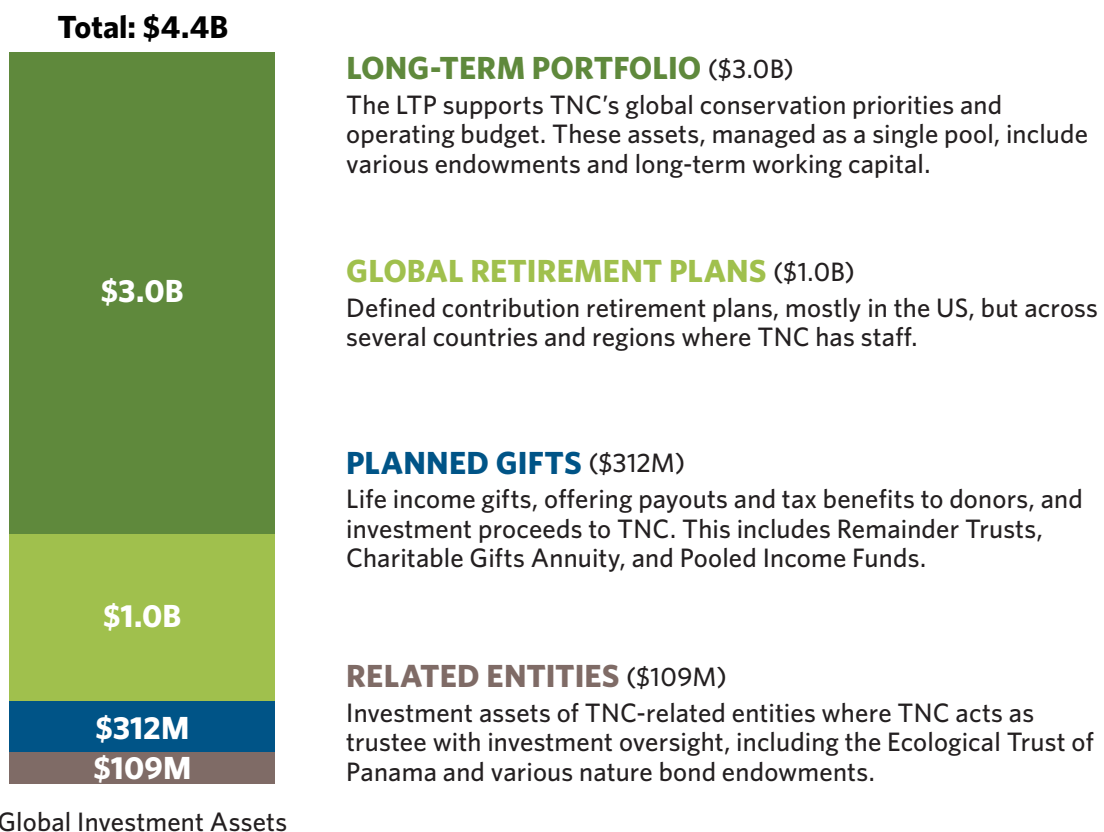 Total: $4.4B
$3.0B
$1.0B
$312M
$109M
Global Investment Assets
LONG-TERM PORTFOLIO ($3.0B)
The LTP supports TNC's global conservation priorities and
operating budget. These assets, managed as a single pool, include
various endowments and long-term working capital.
GLOBAL RETIREMENT PLANS ($1.0B)
Defined contribution retirement plans, mostly in the US, but across
several countries and regions where TNC has staff.
PLANNED GIFTS ($312M)
Life income gifts, offering payouts and tax benefits to donors, and
investment proceeds to TNC. This includes Remainder Trusts,
Charitable Gifts Annuity, and Pooled Income Funds.
RELATED ENTITIES ($109M)
Investment assets of TNC-related entities where TNC acts as
trustee with investment oversight, including the Ecological Trust of
Panama and various nature bond endowments.